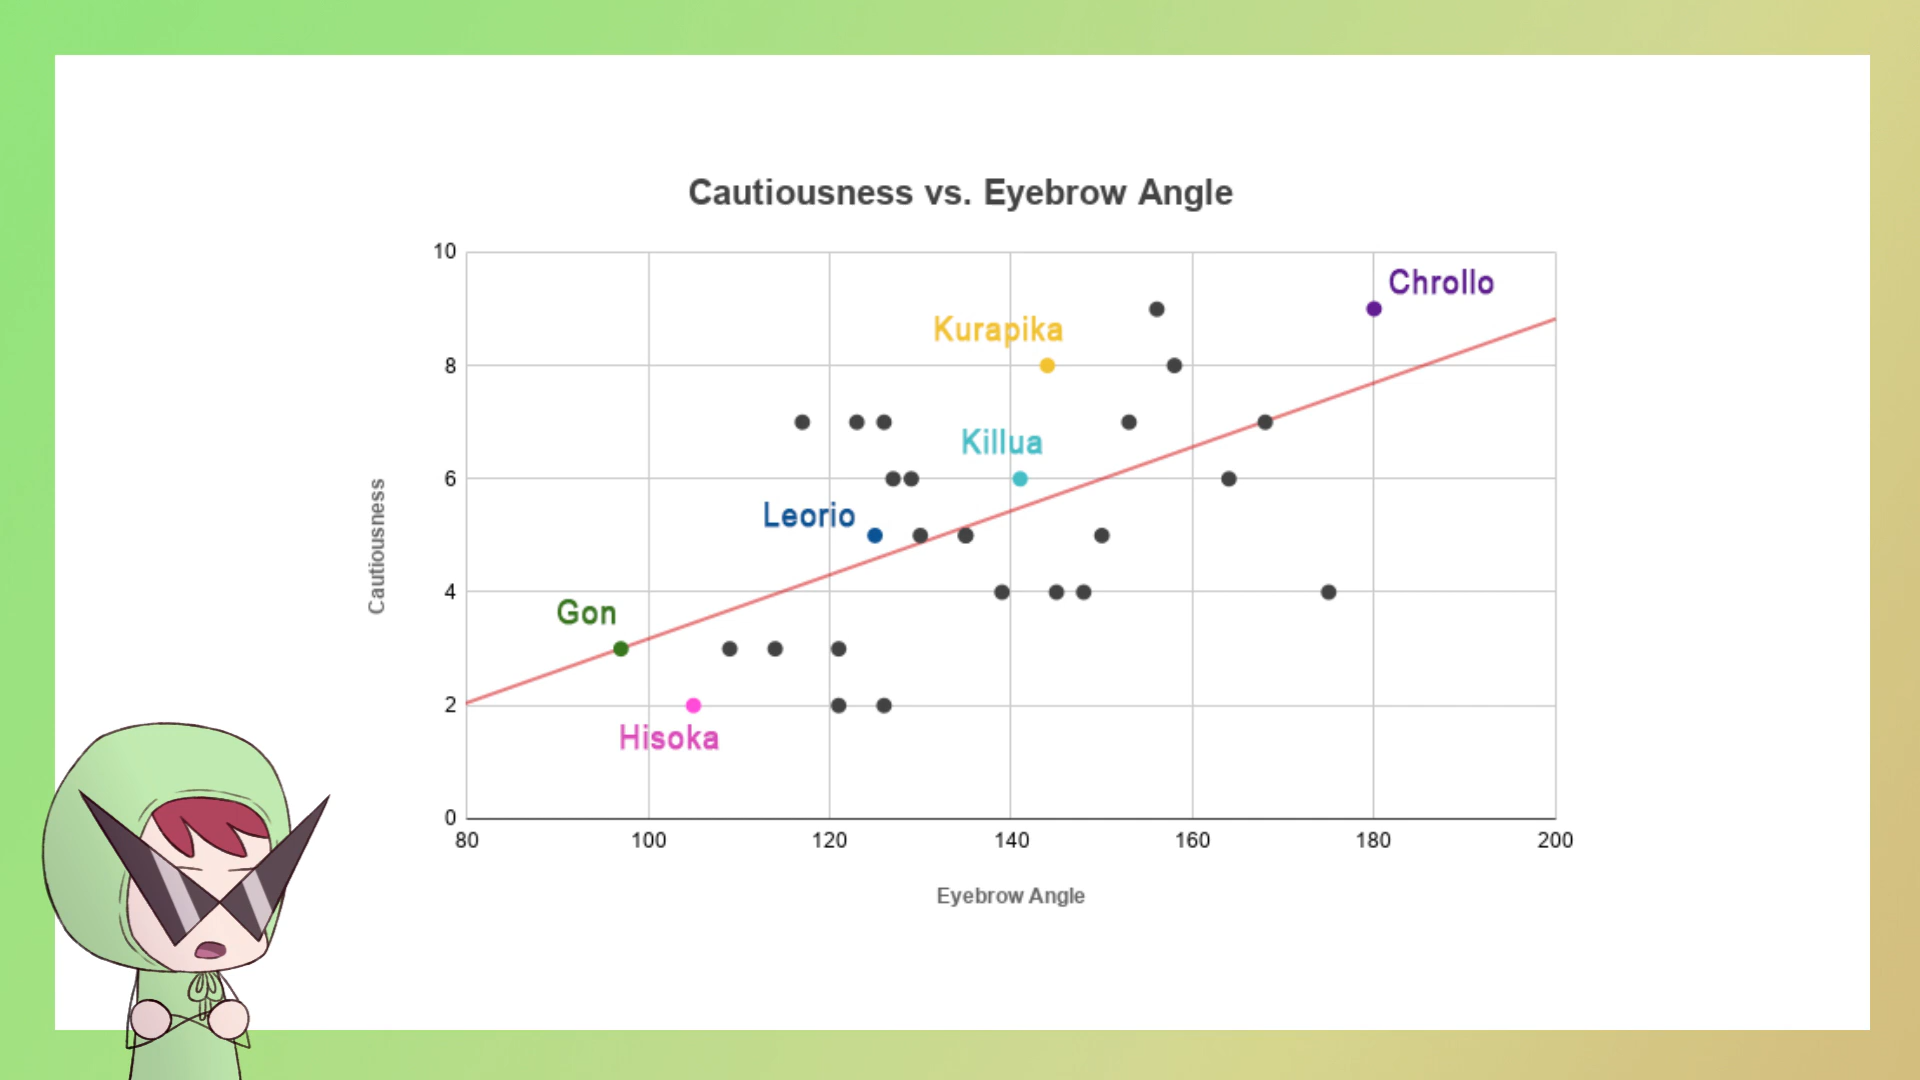 Cautiousness vs. Eyebrow Angle
10
Chrollo
Kurapika
8
Killua
6
Leorio
Cautiousness
4
Gon
2
Hisoka
0
80 100 120 140 160 180 200
Eyebrow Angle